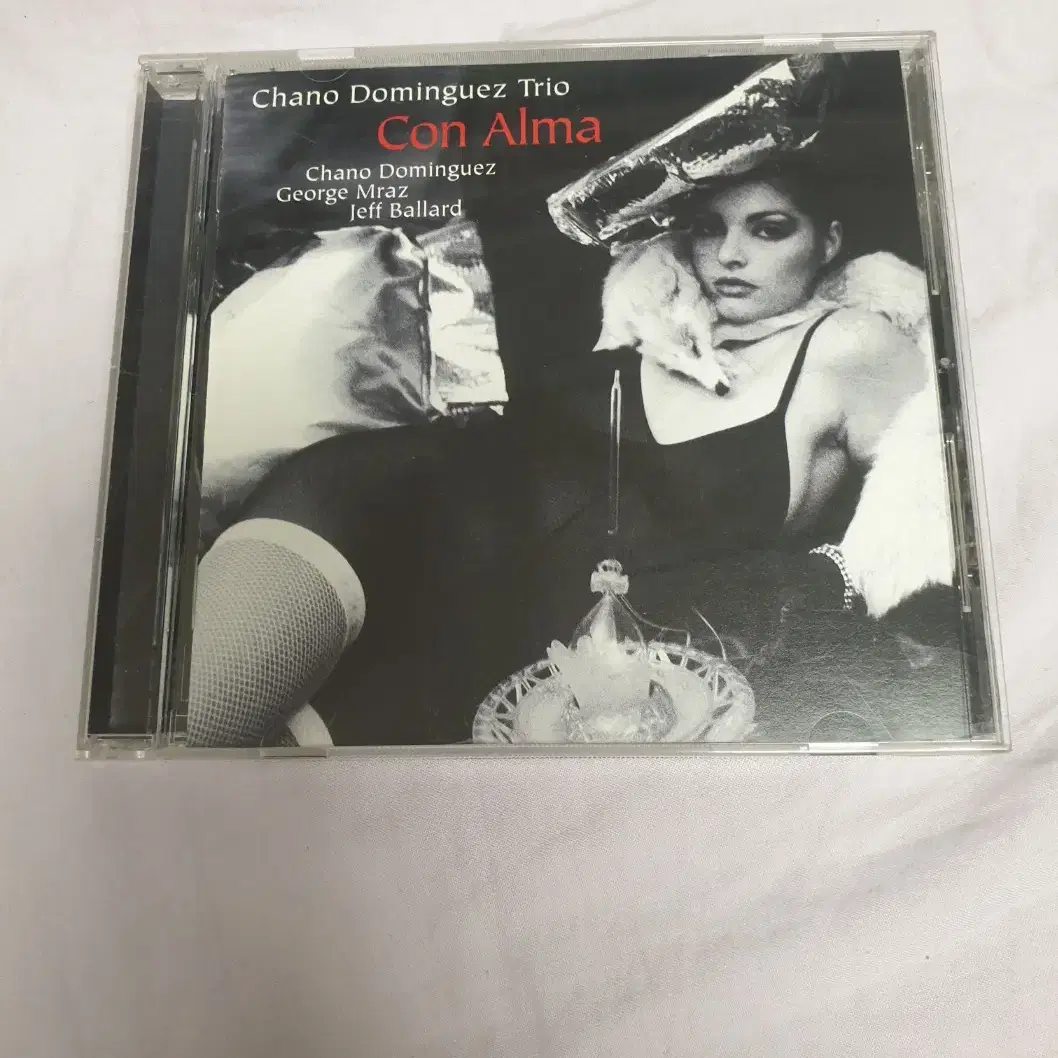 Chano Dominguez Trio
Con Alma
Chano Dominguez
George Mraz
Jeff Ballard